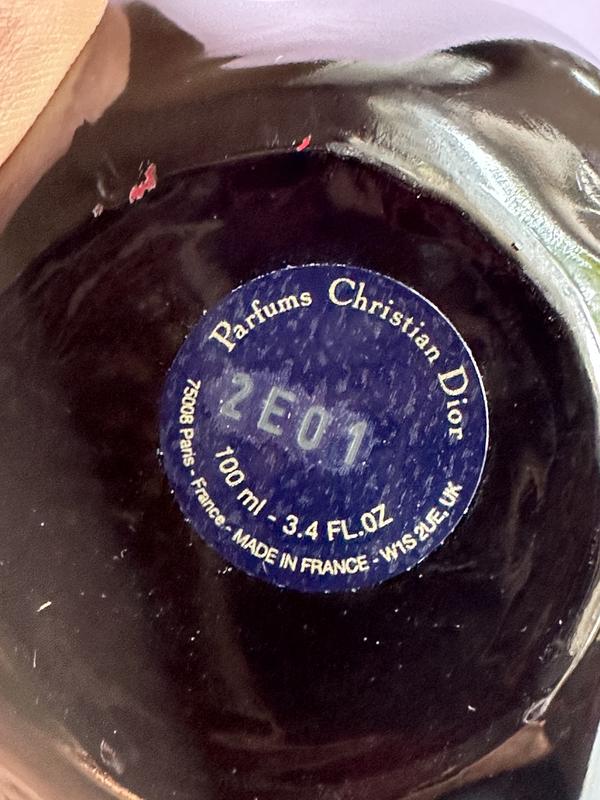 Parfums Christian Dior
2E01
100 ml - 3.4 FL.OZ
75008 Paris - France - MADE IN FRANCE - W1S 2UE, UK